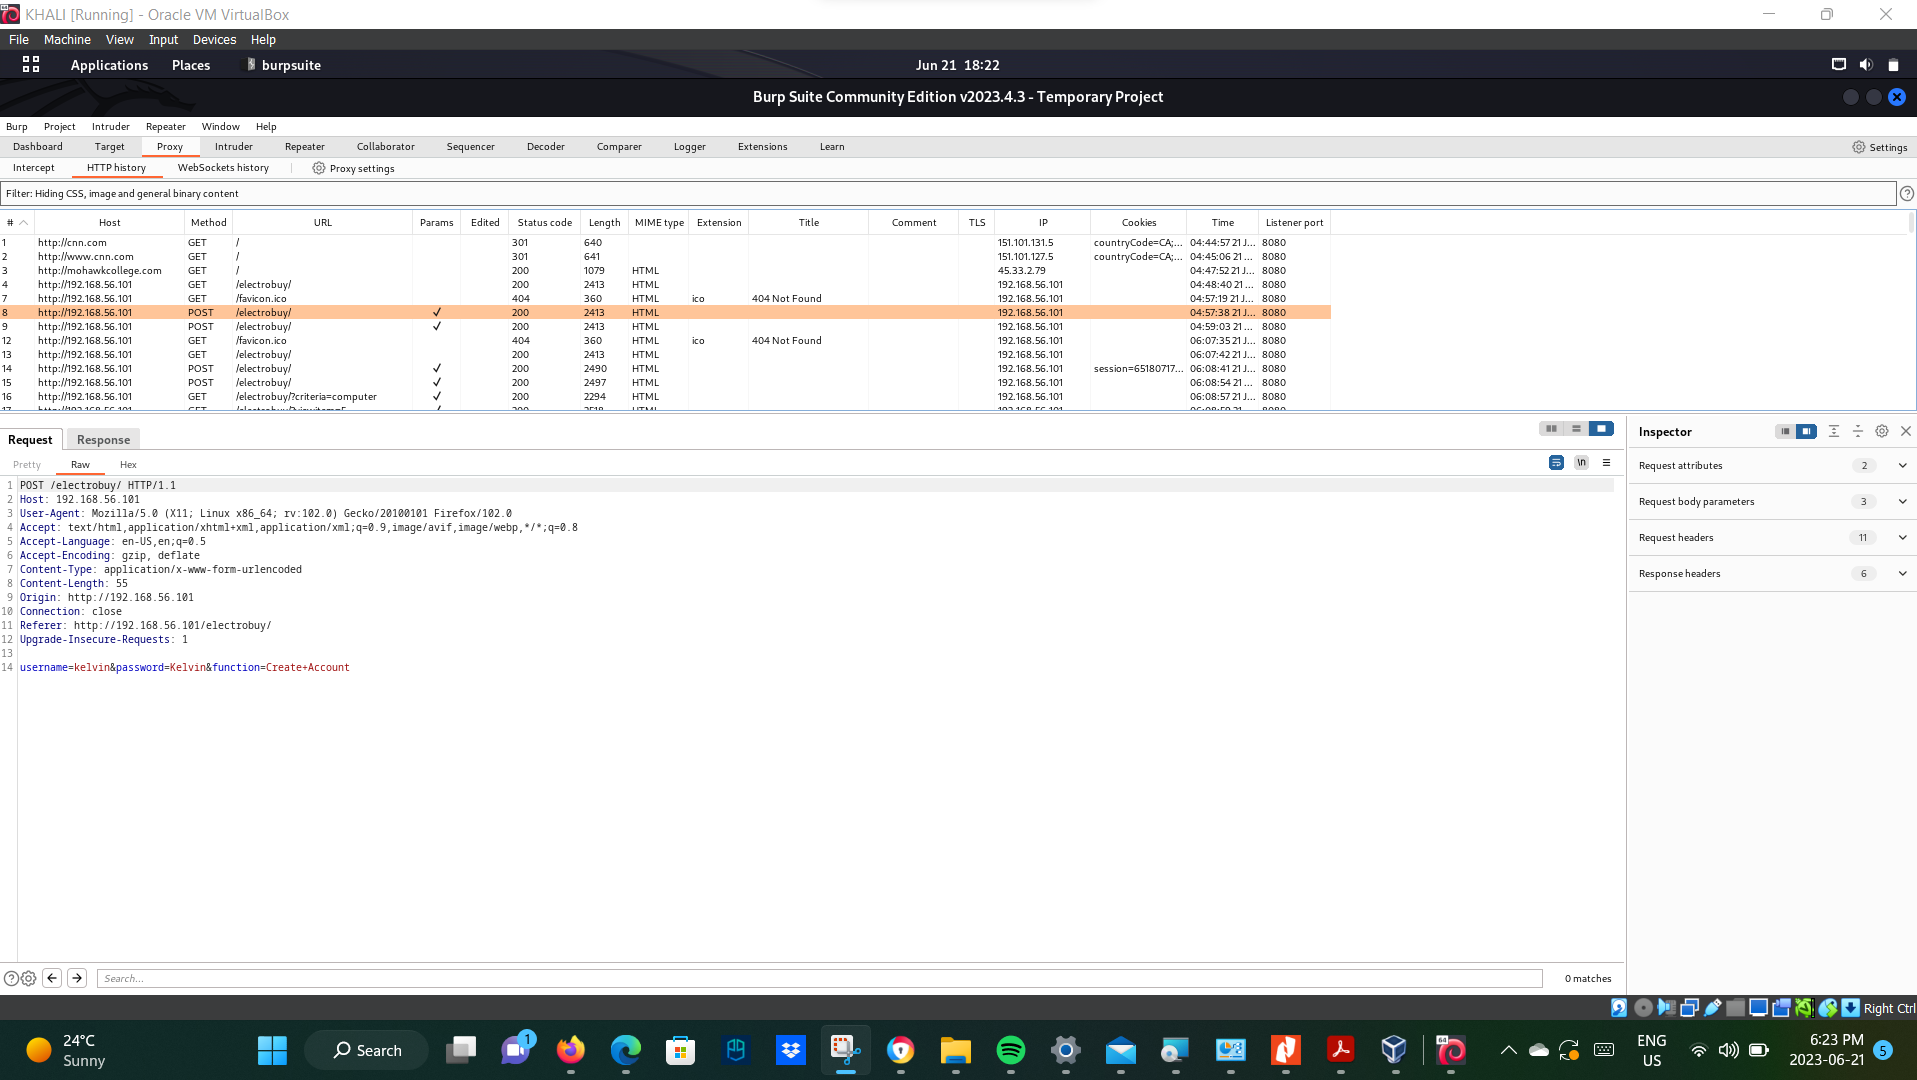 KHALI [Running] - Oracle VM VirtualBox
File Machine View Input Devices Help
Applications Places burpsuite Jun 21 18:22
Burp Suite Community Edition v2023.4.3 - Temporary Project
Burp Project Intruder Repeater Window Help
Dashboard Target Proxy Intruder Repeater Collaborator Sequencer Decoder Comparer Logger Extensions Learn Settings
Intercept HTTP history WebSockets history Proxy settings
Filter: Hiding CSS, image and general binary content
# Host Method URL Params Edited Status code Length MIME type Extension Title Comment TLS IP Cookies Time Listener port
1 http://cnn.com GET / 301 640 151.101.131.5 countryCode=CA;... 04:44:57 21 J... 8080
2 http://www.cnn.com GET / 301 641 151.101.127.5 countryCode=CA;... 04:45:06 21 ... 8080
3 http://mohawkcollege.com GET / 200 1079 HTML 45.33.2.79 04:47:52 21 J... 8080
4 http://192.168.56.101 GET /electrobuy/ 200 2413 HTML 192.168.56.101 04:48:40 21 ... 8080
7 http://192.168.56.101 GET /favicon.ico 404 360 HTML ico 404 Not Found 192.168.56.101 04:57:19 21 J... 8080
8 http://192.168.56.101 POST /electrobuy/ ✓ 200 2413 HTML 192.168.56.101 04:57:38 21 J... 8080
9 http://192.168.56.101 POST /electrobuy/ ✓ 200 2413 HTML 192.168.56.101 04:59:03 21 ... 8080
12 http://192.168.56.101 GET /favicon.ico 404 360 HTML ico 404 Not Found 192.168.56.101 06:07:35 21 J... 8080
13 http://192.168.56.101 GET /electrobuy/ 200 2413 HTML 192.168.56.101 06:07:42 21 J... 8080
14 http://192.168.56.101 POST /electrobuy/ ✓ 200 2490 HTML 192.168.56.101 session=65180717... 06:08:41 21 J... 8080
15 http://192.168.56.101 POST /electrobuy/ ✓ 200 2497 HTML 192.168.56.101 06:08:54 21 ... 8080
16 http://192.168.56.101 GET /electrobuy/?criteria=computer ✓ 200 2294 HTML 192.168.56.101 06:08:57 21 J... 8080
Request Response
Pretty Raw Hex \n
1 POST /electrobuy/ HTTP/1.1
2 Host: 192.168.56.101
3 User-Agent: Mozilla/5.0 (X11; Linux x86_64; rv:102.0) Gecko/20100101 Firefox/102.0
4 Accept: text/html,application/xhtml+xml,application/xml;q=0.9,image/avif,image/webp,*/*;q=0.8
5 Accept-Language: en-US,en;q=0.5
6 Accept-Encoding: gzip, deflate
7 Content-Type: application/x-www-form-urlencoded
8 Content-Length: 55
9 Origin: http://192.168.56.101
10 Connection: close
11 Referer: http://192.168.56.101/electrobuy/
12 Upgrade-Insecure-Requests: 1
13
14 username=kelvin&password=Kelvin&function=Create+Account
Inspector
Request attributes 2
Request body parameters 3
Request headers 11
Response headers 6
Search... 0 matches
Right Ctrl
24°C
Sunny
Search
1
ENG
US
6:23 PM
2023-06-21
5